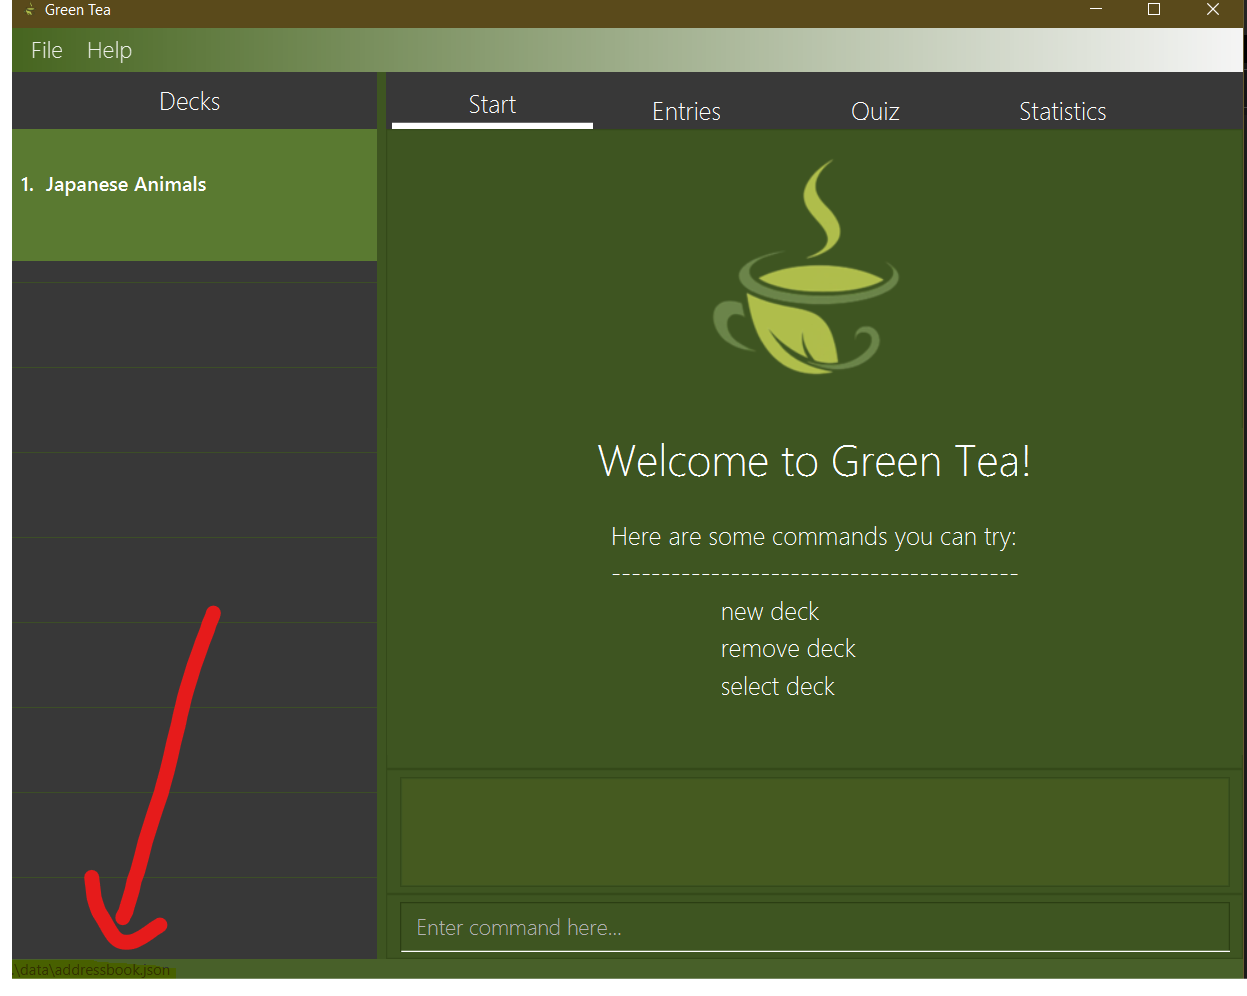 Green Tea
File Help
Decks
Start Entries Quiz Statistics
1. Japanese Animals
Welcome to Green Tea!
Here are some commands you can try:
-----------------------------------------
new deck
remove deck
select deck
Enter command here...
\data\addressbook.json